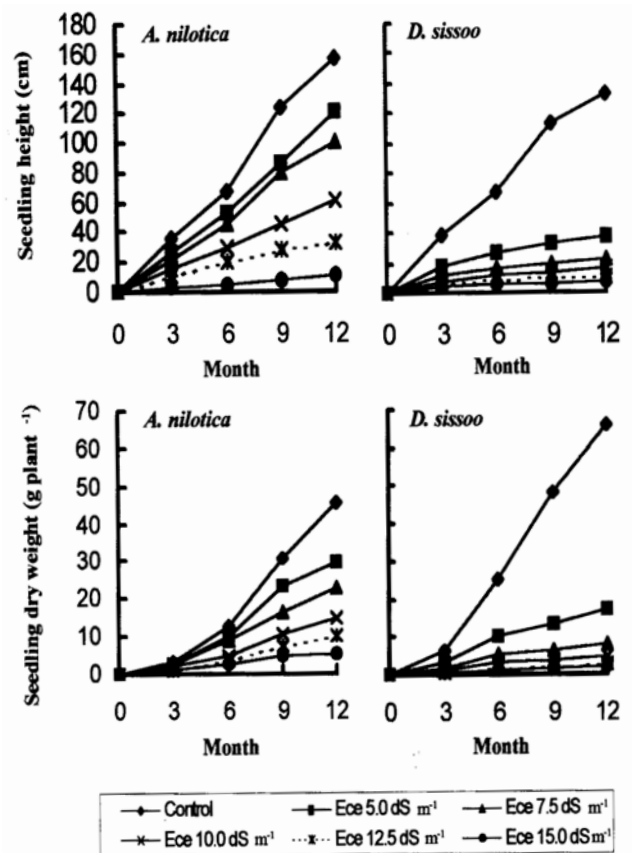 A. nilotica
D. sissoo
Seedling height (cm)
180
160
140
120
100
80
60
40
20
0
0 3 6 9 12
0 3 6 9 12
Month
Month
A. nilotica
D. sissoo
Seedling dry weight (g plant -1)
70
60
50
40
30
20
10
0
0 3 6 9 12
0 3 6 9 12
Month
Month
Control
Ece 5.0 dS m-1
Ece 7.5 dS m-1
Ece 10.0 dS m-1
Ece 12.5 dS m-1
Ece 15.0 dS m-1